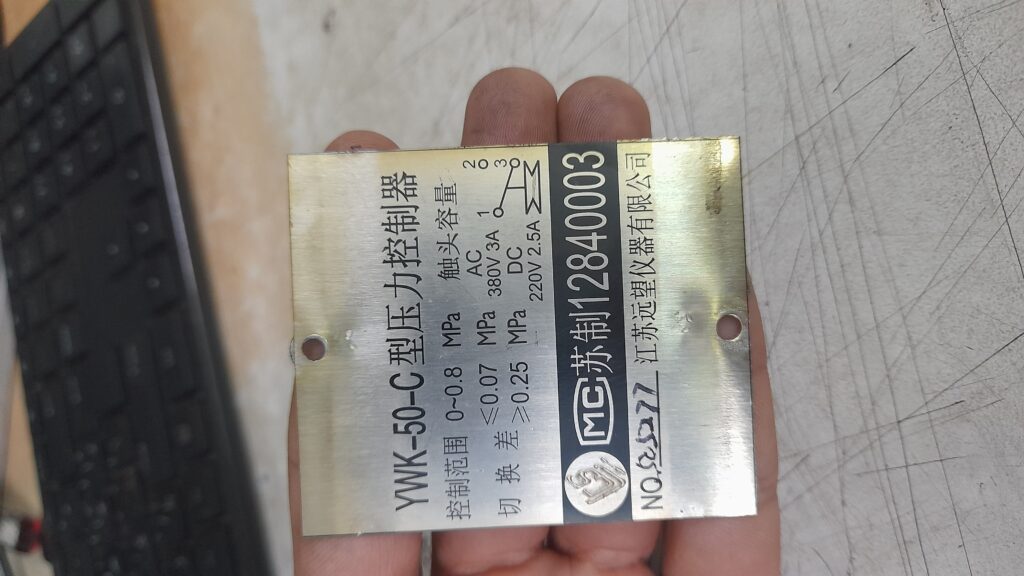 YWK-50-C型压力控制器
控制范围 0-0.8 MPa 触头容量
切换差 ≤0.07 MPa AC 380V 3A
≥0.25 MPa DC 220V 2.5A
1 2 3
MC 苏制12840003
NO. 江苏远望仪器有限公司